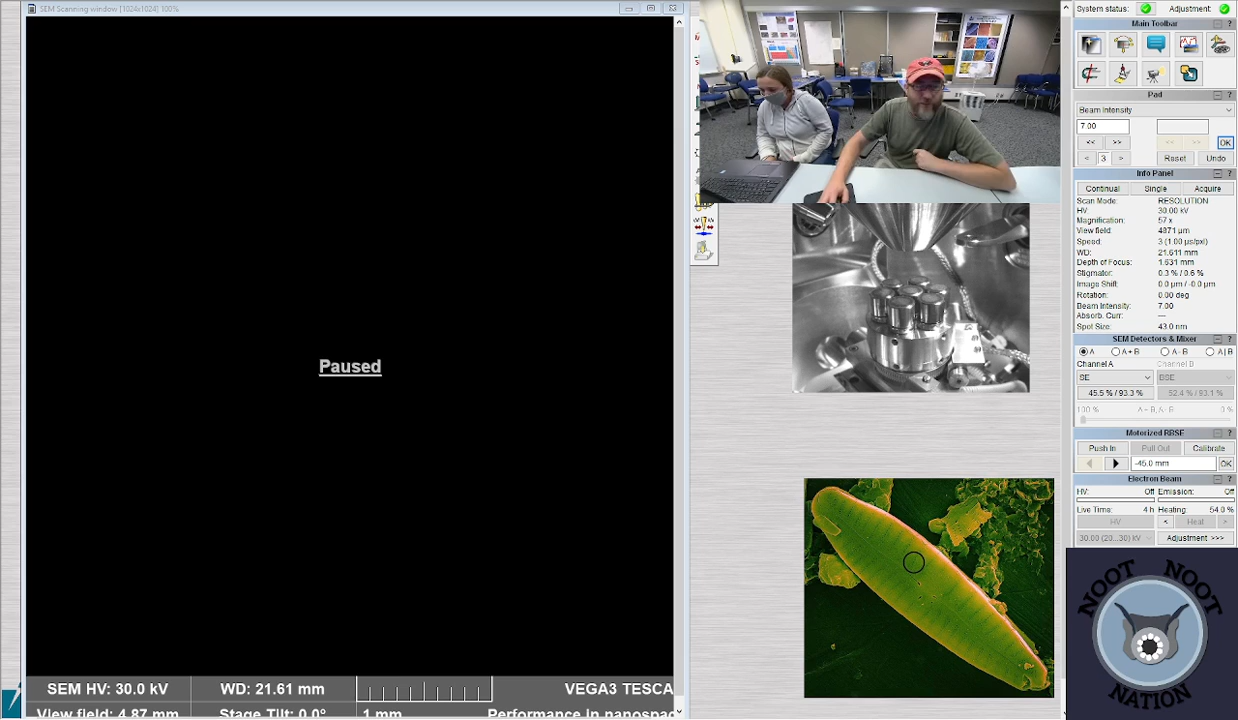 SEM Scanning window [1024x1024] 100%
Paused
SEM HV: 30.0 kV
WD: 21.61 mm
VEGA3 TESCA
View field: 4.87 mm
Stage Tilt: 0.0°
1 mm
Performance in nanospac
System status:
Adjustment:
Main Toolbar
Pad
Beam Intensity
7.00
<< >>
<< >>
OK
< 3 >
Reset
Undo
Info Panel
Continual
Single
Acquire
Scan Mode: RESOLUTION
HV: 30.00 kV
Magnification: 57 x
View field: 4871 µm
Speed: 3 (1.00 µs/pxl)
WD: 21.611 mm
Depth of Focus: 1.631 mm
Stigmator: 0.3 % / 0.6 %
Image Shift: 0.0 µm / -0.0 µm
Rotation: 0.00 deg
Beam Intensity: 7.00
Absorb. Curr: ---
Spot Size: 43.0 nm
SEM Detectors & Mixer
A A + B A - B A | B
Channel A
Channel B
SE
BSE
45.5 % / 93.3 %
52.4 % / 93.1 %
100 % A - B, A - B 0 %
Motorized RBSE
Push In
Pull Out
Calibrate
-45.0 mm
OK
Electron Beam
HV: Off
Emission: Off
Live Time: 4 h
Heating: 54.0 %
HV
< Heat >
30.00 (20...30) kV
Adjustment >>>
NOOT NOOT
NATION